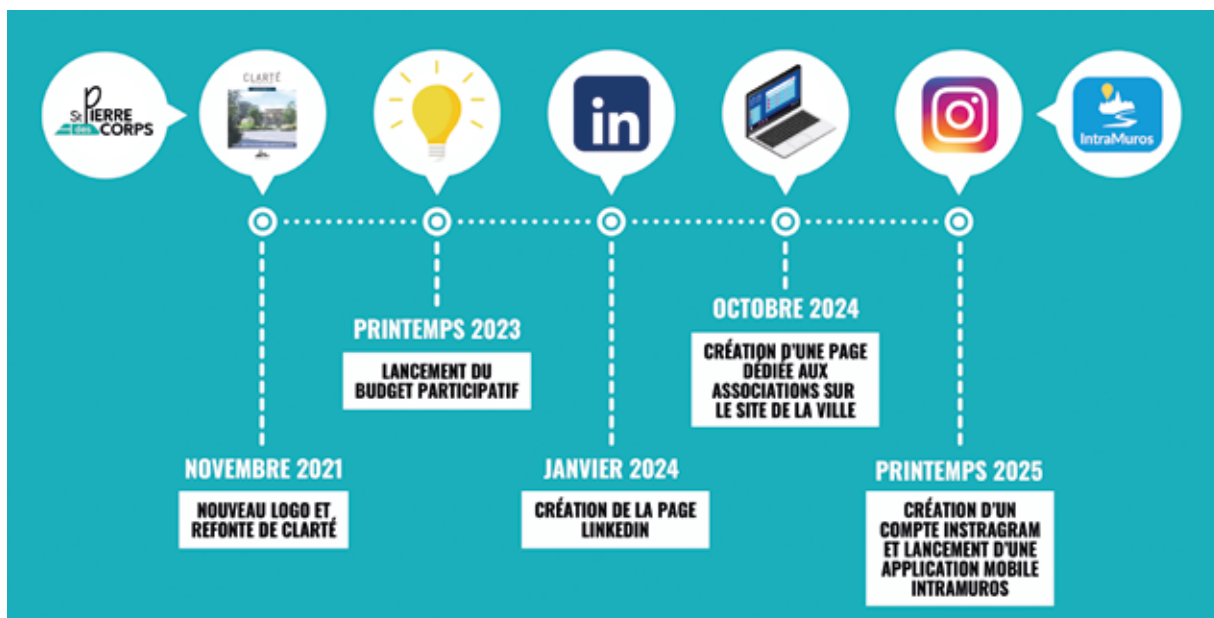 St PIERRE
des CORPS
CLARTÉ
in
IntraMuros
PRINTEMPS 2023
LANCEMENT DU
BUDGET PARTICIPATIF
OCTOBRE 2024
CRÉATION D'UNE PAGE
DÉDIÉE AUX
ASSOCIATIONS SUR
LE SITE DE LA VILLE
NOVEMBRE 2021
NOUVEAU LOGO ET
REFONTE DE CLARTÉ
JANVIER 2024
CRÉATION DE LA PAGE
LINKEDIN
PRINTEMPS 2025
CRÉATION D'UN
COMPTE INSTRAGRAM
ET LANCEMENT D'UNE
APPLICATION MOBILE
INTRAMUROS